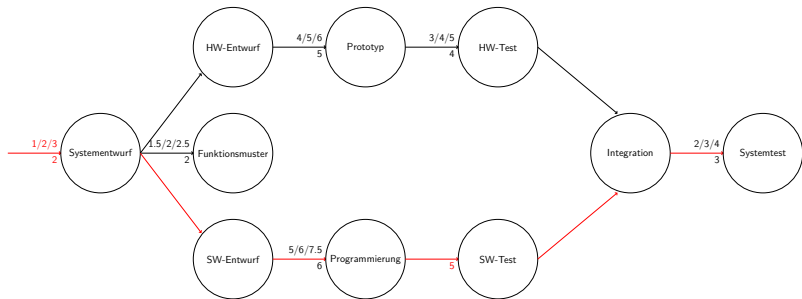 4/5/6
3/4/5
HW-Entwurf
Prototyp
HW-Test
5
4
1/2/3
1.5/2/2.5
2/3/4
Systementwurf
Funktionsmuster
Integration
Systemtest
2
2
3
5/6/7.5
SW-Entwurf
Programmierung
SW-Test
6
5